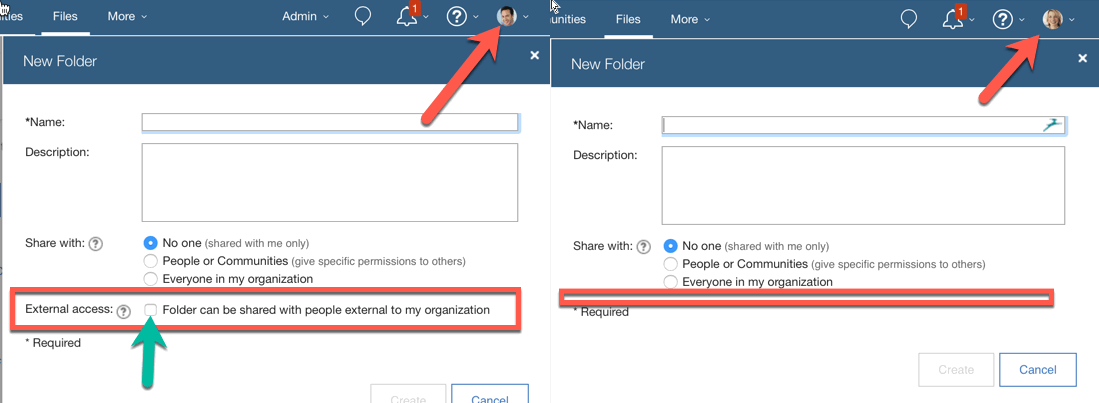 ities Files More Admin 1
New Folder
*Name:
Description:
Share with: ? No one (shared with me only)
People or Communities (give specific permissions to others)
Everyone in my organization
External access: ? Folder can be shared with people external to my organization
* Required
Create Cancel
nunities Files More 1 ?
New Folder
*Name:
Description:
Share with: ? No one (shared with me only)
People or Communities (give specific permissions to others)
Everyone in my organization
* Required
Create Cancel